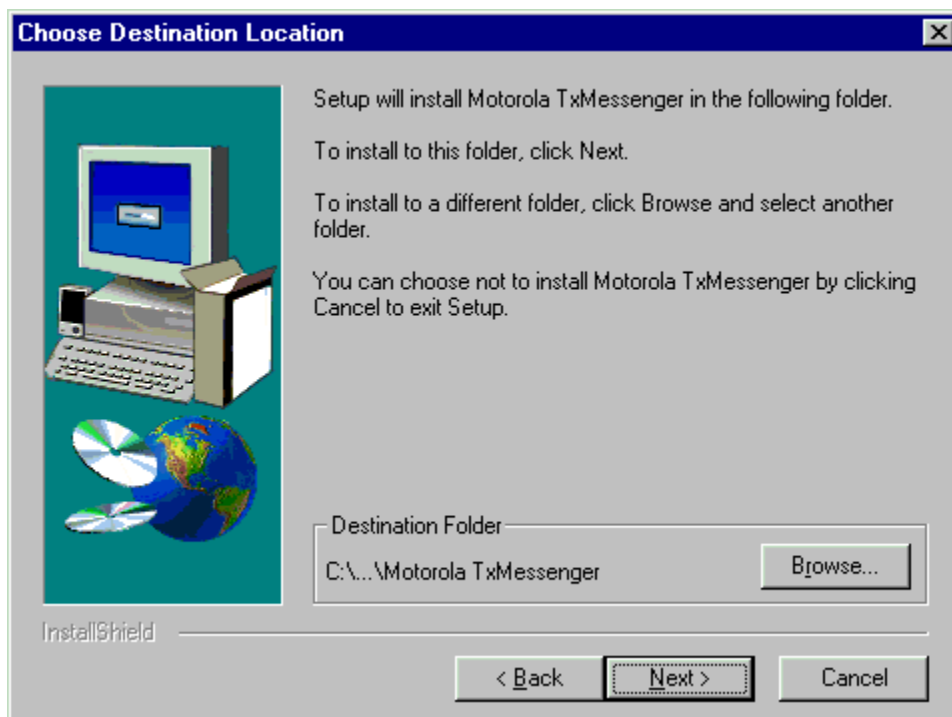 Choose Destination Location
Setup will install Motorola TxMessenger in the following folder.
To install to this folder, click Next.
To install to a different folder, click Browse and select another
folder.
You can choose not to install Motorola TxMessenger by clicking
Cancel to exit Setup.
Destination Folder
C:\...\Motorola TxMessenger
Browse...
InstallShield
< Back
Next >
Cancel